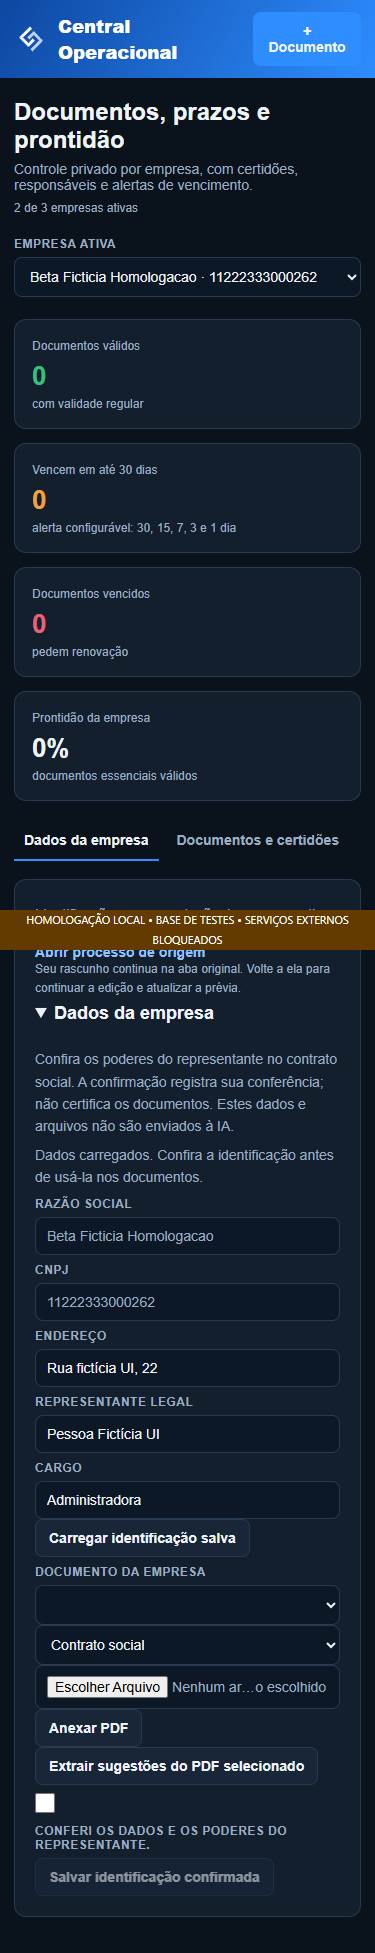 Central
Operacional
+
Documento
Documentos, prazos e
prontidão
Controle privado por empresa, com certidões,
responsáveis e alertas de vencimento.
2 de 3 empresas ativas
EMPRESA ATIVA
Beta Ficticia Homologacao · 11222333000262
Documentos válidos
0
com validade regular
Vencem em até 30 dias
0
alerta configurável: 30, 15, 7, 3 e 1 dia
Documentos vencidos
0
pedem renovação
Prontidão da empresa
0%
documentos essenciais válidos
Dados da empresa
Documentos e certidões
HOMOLOGAÇÃO LOCAL • BASE DE TESTES • SERVIÇOS EXTERNOS
BLOQUEADOS
Abrir processo de origem
Seu rascunho continua na aba original. Volte a ela para
continuar a edição e atualizar a prévia.
▼ Dados da empresa
Confira os poderes do representante no contrato
social. A confirmação registra sua conferência;
não certifica os documentos. Estes dados e
arquivos não são enviados à IA.
Dados carregados. Confira a identificação antes
de usá-la nos documentos.
RAZÃO SOCIAL
Beta Ficticia Homologacao
CNPJ
11222333000262
ENDEREÇO
Rua fictícia UI, 22
REPRESENTANTE LEGAL
Pessoa Fictícia UI
CARGO
Administradora
Carregar identificação salva
DOCUMENTO DA EMPRESA
Contrato social
Escolher Arquivo Nenhum ar...o escolhido
Anexar PDF
Extrair sugestões do PDF selecionado
CONFERI OS DADOS E OS PODERES DO
REPRESENTANTE.
Salvar identificação confirmada